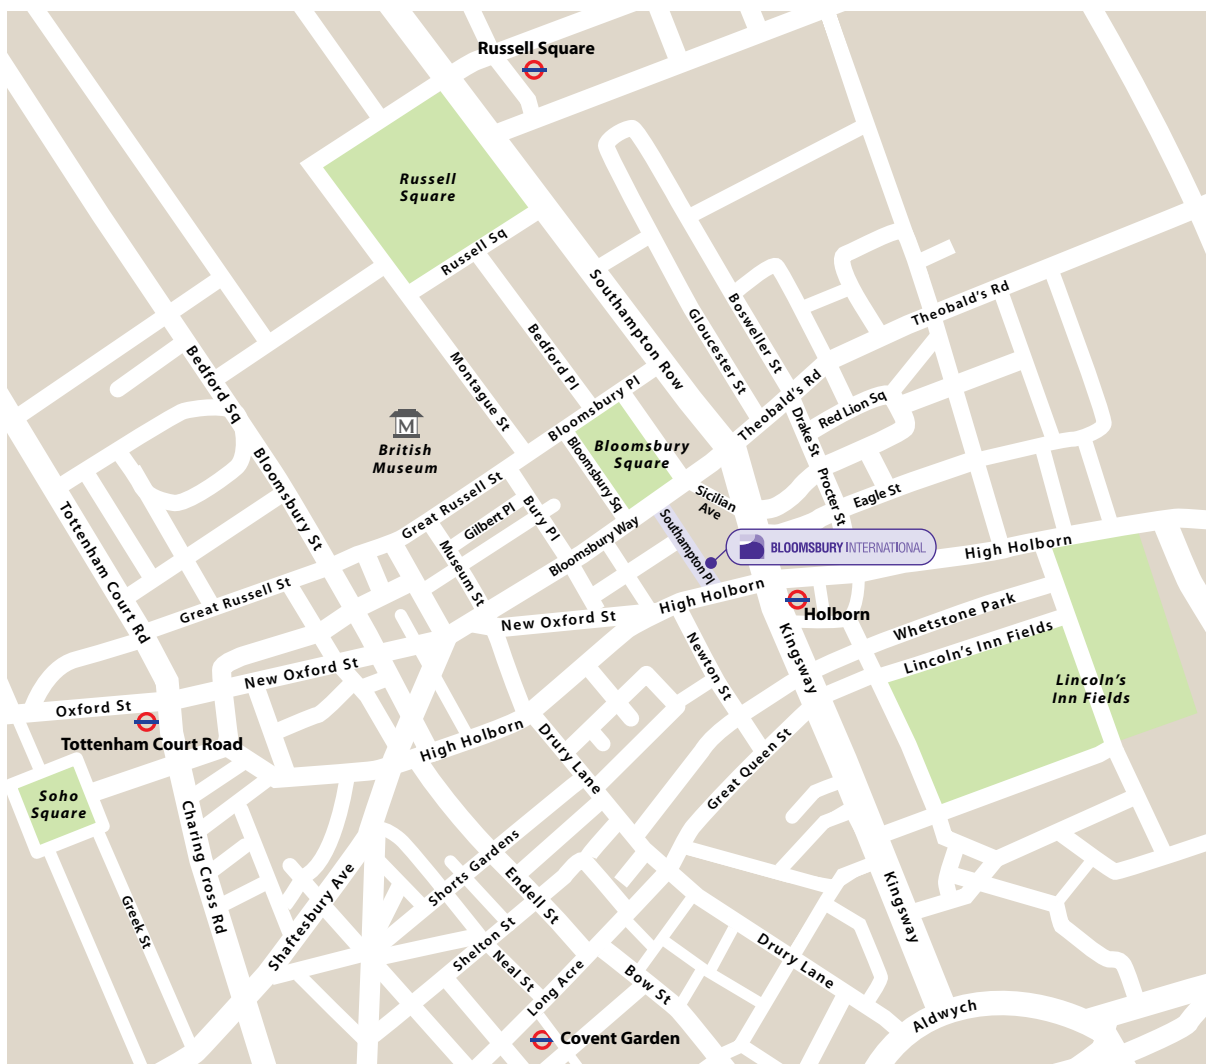 Russell Square
Russell
Square
Russell Sq
Southampton Row
Bedford Pl
Montague St
Gloucester St
Bosweller St
Theobald's Rd
Theobald's Rd
Bedford Sq
Bloomsbury St
M
British
Museum
Bloomsbury Pl
Bloomsbury
Square
Bloomsbury Sq
Drake St
Red Lion Sq
Procter St
Eagle St
Sicilian
Ave
Great Russell St
Gilbert Pl
Bury Pl
Museum St
Bloomsbury Way
Southampton Pl
BLOOMSBURY INTERNATIONAL
High Holborn
Tottenham Court Rd
Great Russell St
New Oxford St
High Holborn
Holborn
Whetstone Park
Lincoln's Inn Fields
Lincoln's
Inn Fields
Kingsway
Newton St
New Oxford St
Oxford St
Tottenham Court Road
High Holborn
Drury Lane
Great Queen St
Soho
Square
Charing Cross Rd
Greek St
Shaftesbury Ave
Shorts Gardens
Endell St
Shelton St
Neal St
Long Acre
Bow St
Drury Lane
Kingsway
Aldwych
Covent Garden